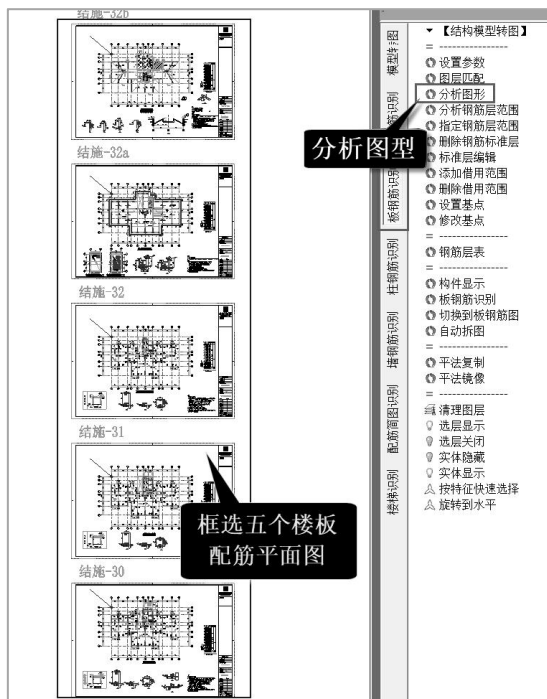 结施-32b
结施-32a
结施-32
结施-31
结施-30
框选五个楼板
配筋平面图
分析图型
板钢筋识别
柱钢筋识别
墙钢筋识别
配筋简图识别
楼梯识别
【结构模型转图】
设置参数
图层匹配
分析图形
分析钢筋层范围
指定钢筋层范围
删除钢筋标准层
标准层编辑
添加借用范围
删除借用范围
设置基点
修改基点
钢筋层表
构件显示
板钢筋识别
切换到板钢筋图
自动拆图
平法复制
平法镜像
清理图层
选层显示
选层关闭
实体隐藏
实体显示
按特征快速选择
旋转到水平